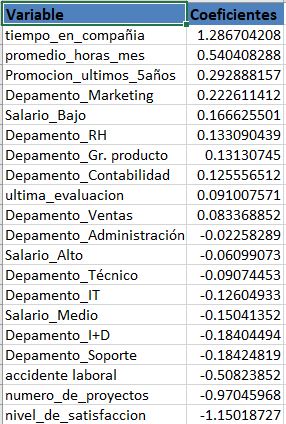 Variable Coeficientes
tiempo_en_compañia 1.286704208
promedio_horas_mes 0.540408288
Promocion_ultimos_5años 0.292888157
Depamento_Marketing 0.222611412
Salario_Bajo 0.166625501
Depamento_RH 0.133090439
Depamento_Gr. producto 0.13130745
Depamento_Contabilidad 0.125556512
ultima_evaluacion 0.091007571
Depamento_Ventas 0.083368852
Depamento_Administración -0.02258289
Salario_Alto -0.06099073
Depamento_Técnico -0.09074453
Depamento_IT -0.12604933
Salario_Medio -0.15041352
Depamento_I+D -0.18404494
Depamento_Soporte -0.18424819
accidente laboral -0.50823852
numero_de_proyectos -0.97045968
nivel_de_satisfaccion -1.15018727